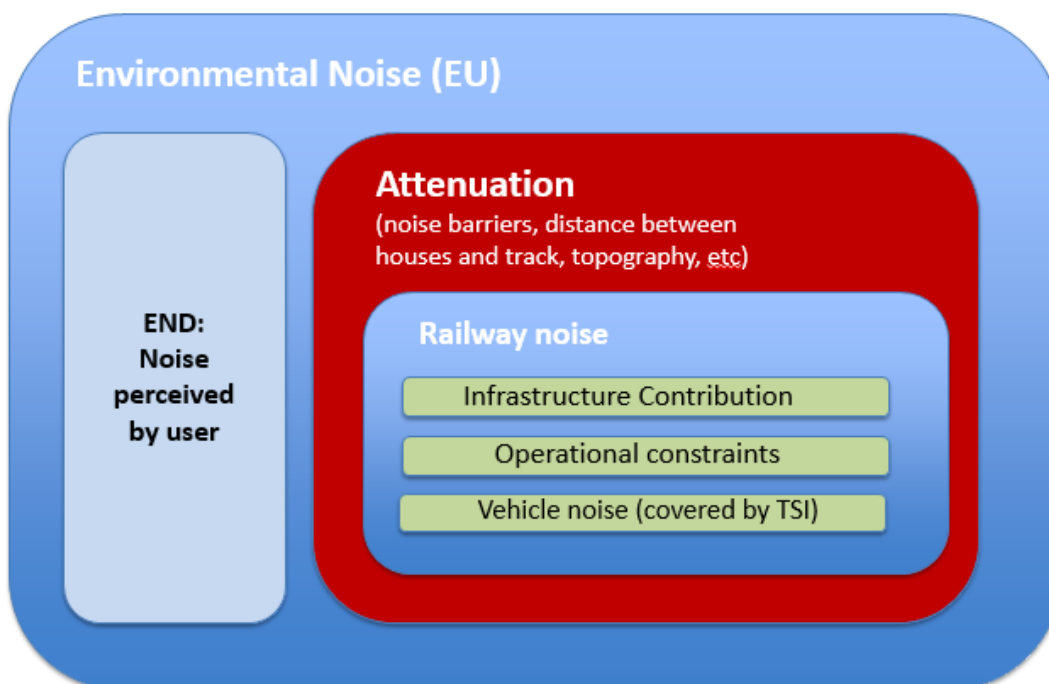 Environmental Noise (EU)
END:
Noise
perceived
by user
Attenuation
(noise barriers, distance between
houses and track, topography, etc)
Railway noise
Infrastructure Contribution
Operational constraints
Vehicle noise (covered by TSI)